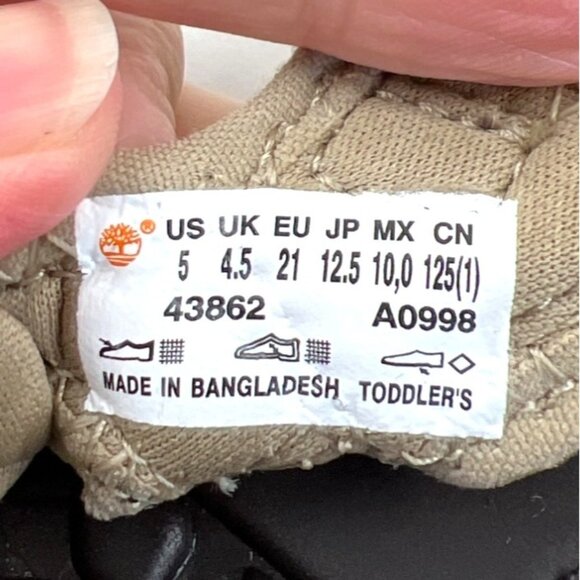 ® US UK EU JP MX CN
5 4.5 21 12.5 10,0 125(1)
43862 A0998
MADE IN BANGLADESH TODDLER'S